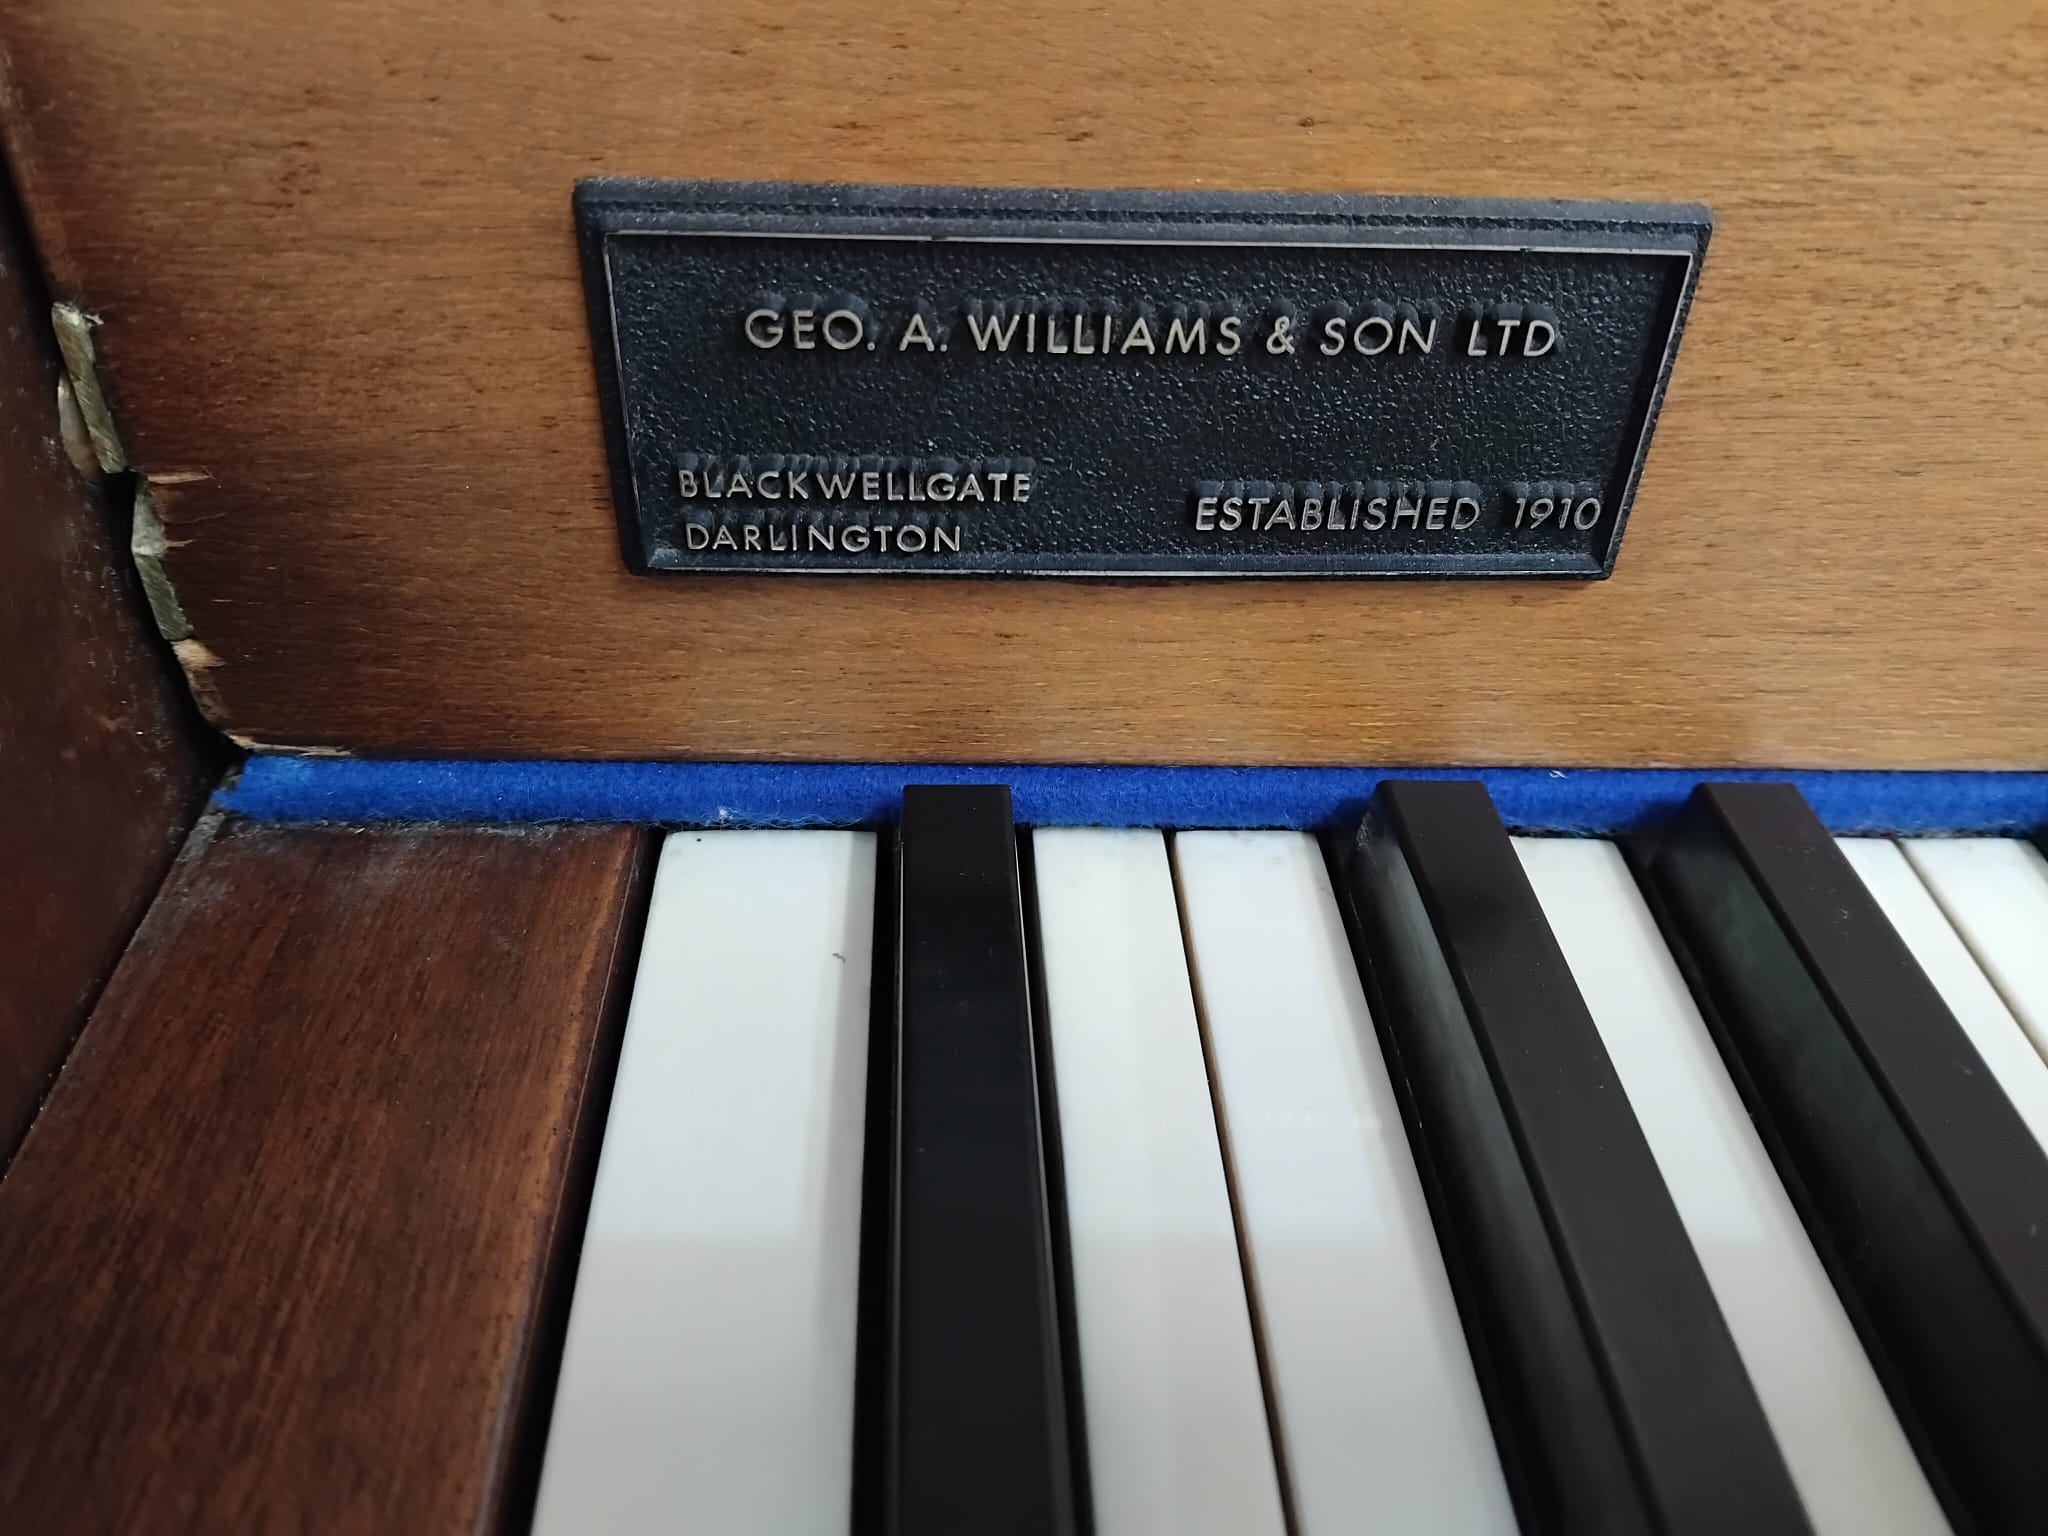 GEO. A. WILLIAMS & SON LTD
BLACKWELLGATE
DARLINGTON
ESTABLISHED 1910